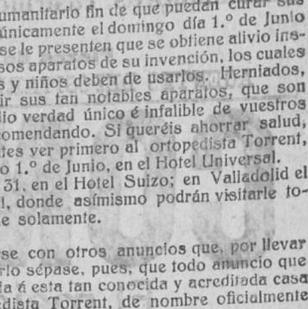 umanitario fin de que puedan curar sus
únicamente el domingo día 1.º de Junio
se le presenten que se obtiene alivio ins-
sos aparatos de su invención, los cuales
s y niños deben de usarlos. Herniados,
ir sus tan notables aparatos, que son
lio verdad único é infalible de vuestros
comendando. Si queréis ahorrar salud,
tes ver primero al ortopedista Torrent,
o 1.º de Junio, en el Hotel Universal.
31, en el Hotel Suizo; en Valladolid el
l, donde asímismo podrán visitarle to-
e solamente.
se con otros anuncios que, por llevar
rlo sépase, pues, que todo anuncio que
a á esta tan conocida y acreditada casa
edista Torrent, de nombre oficialmente